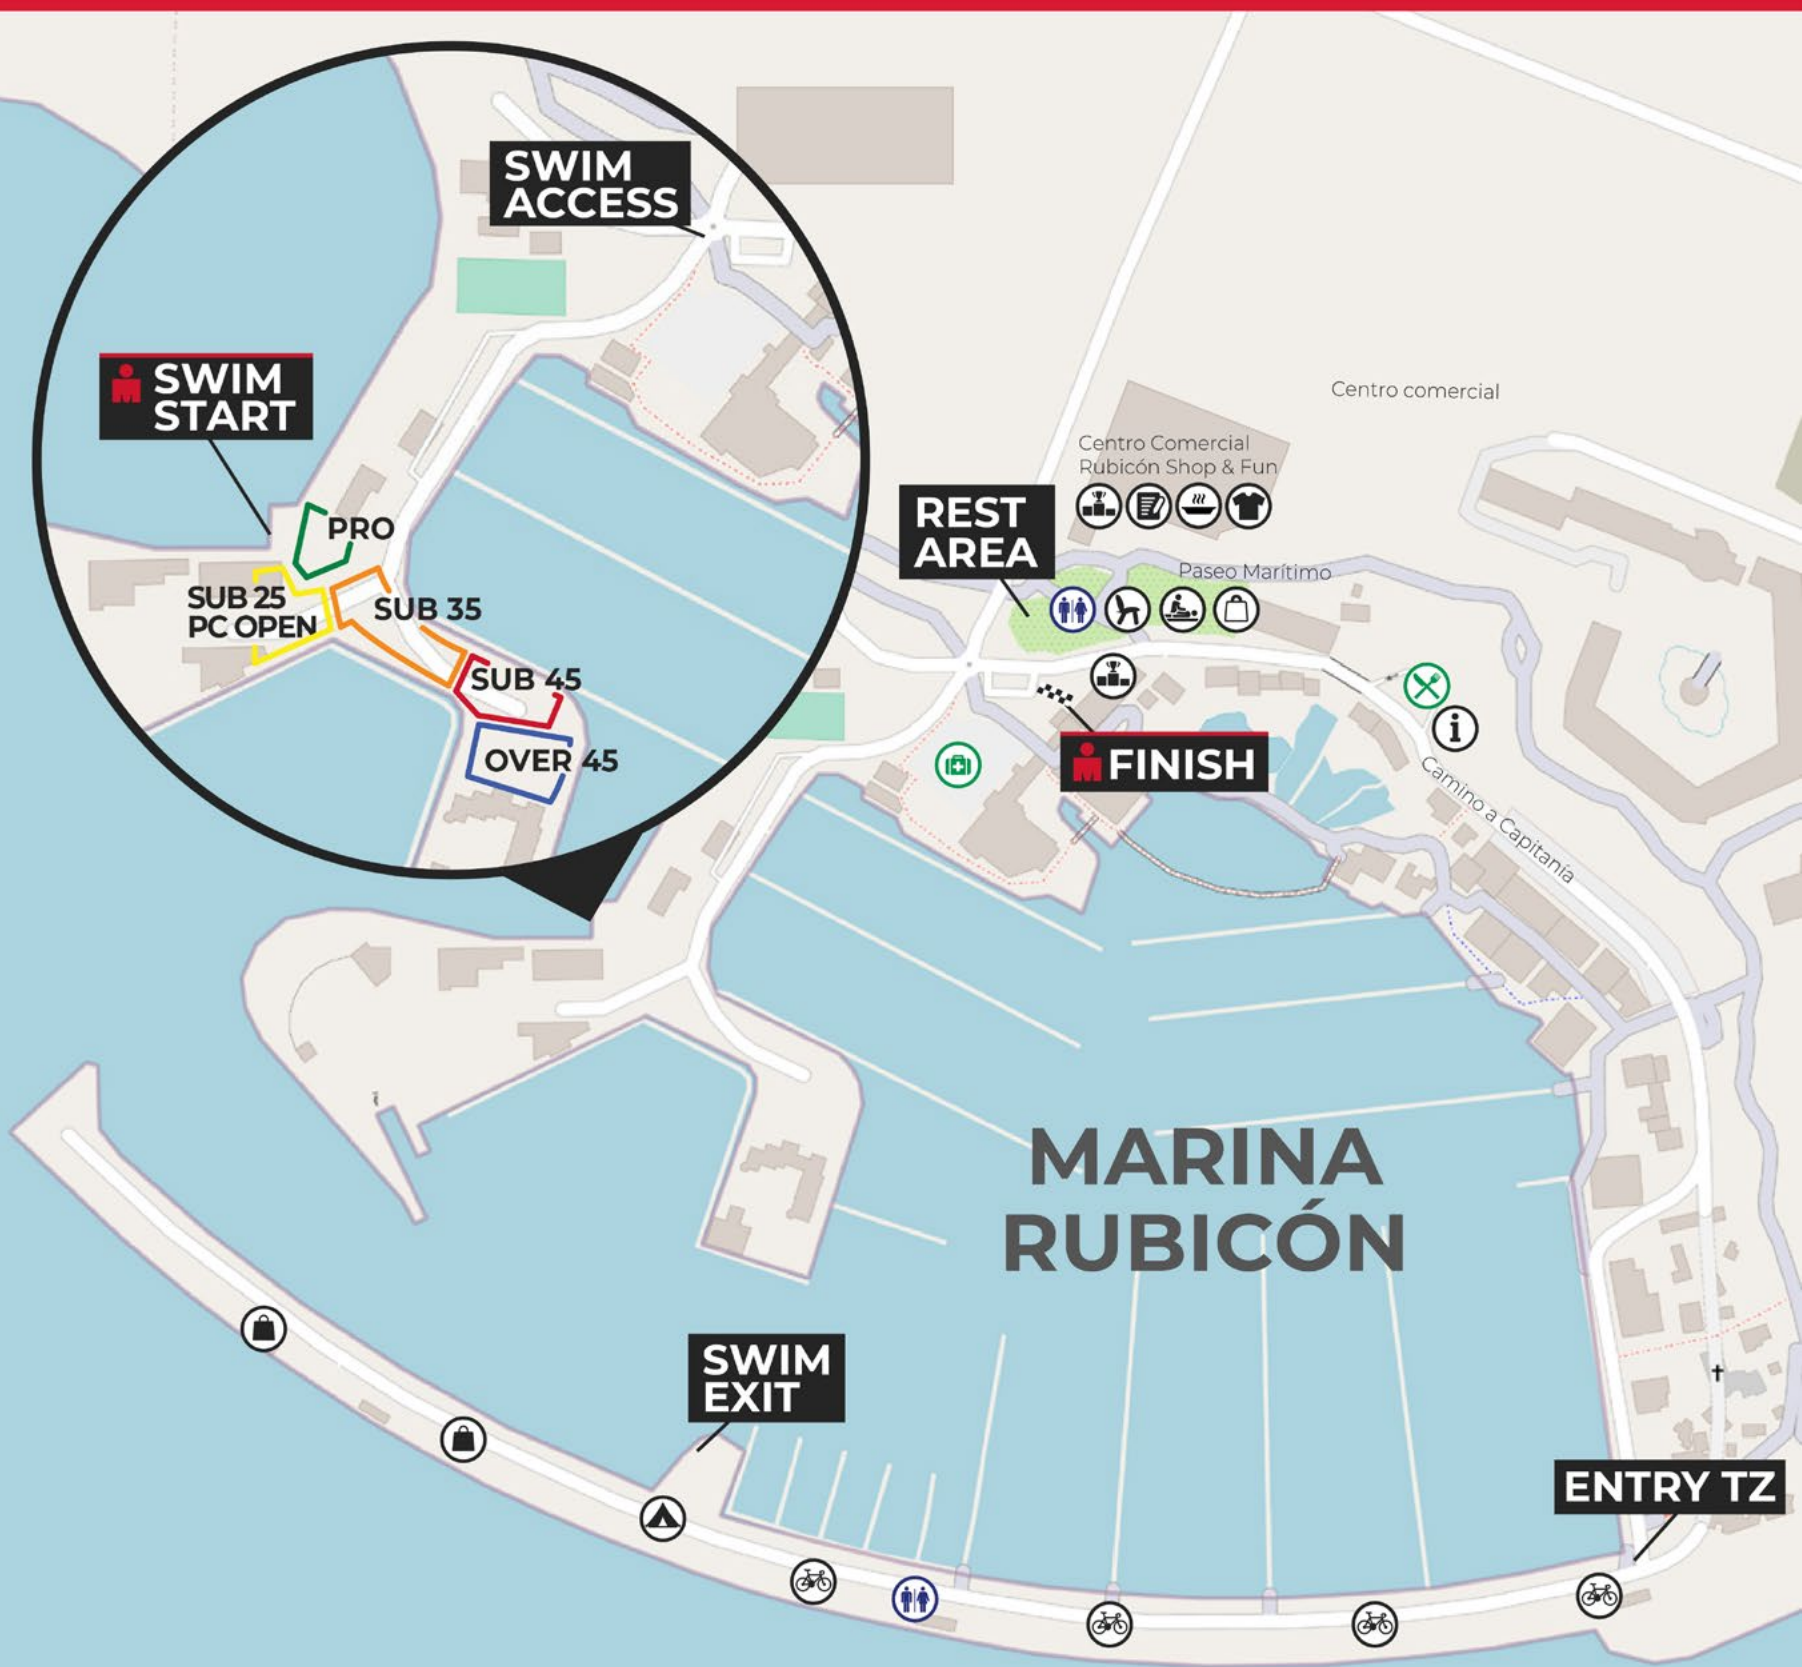 SWIM
ACCESS
SWIM
START
PRO
SUB 25
PC OPEN
SUB 35
SUB 45
OVER 45
Centro comercial
Centro Comercial
Rubicón Shop & Fun
REST
AREA
Paseo Marítimo
i
FINISH
Camino a Capitanía
MARINA
RUBICÓN
SWIM
EXIT
ENTRY TZ